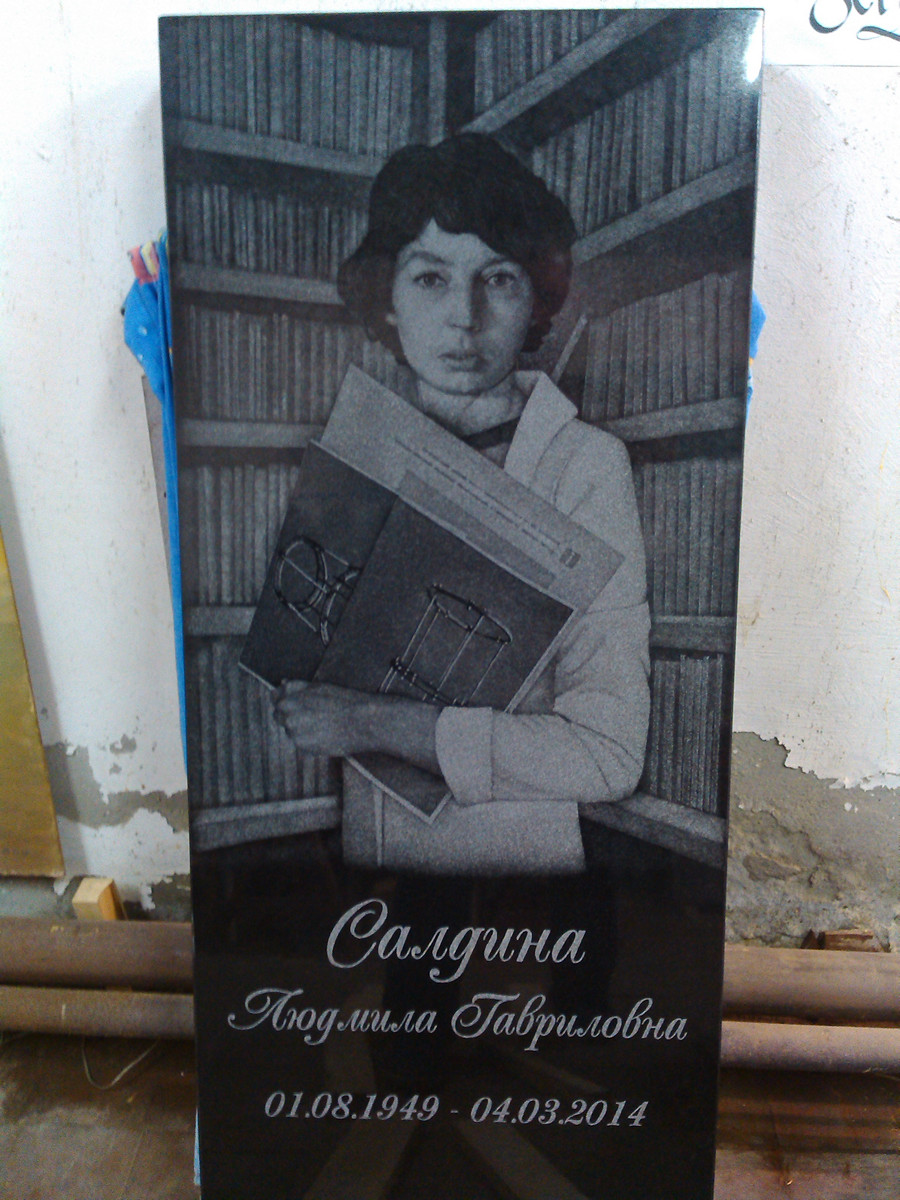 Салдина
Людмила Гавриловна
01.08.1949 - 04.03.2014